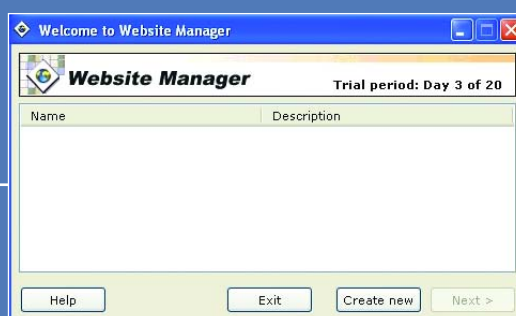 Welcome to Website Manager
Website Manager
Trial period: Day 3 of 20
Name Description
Help Exit Create new Next >